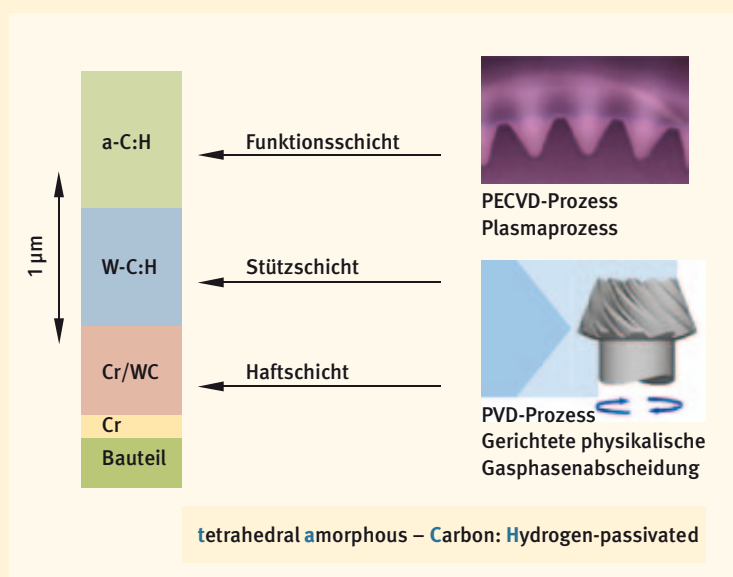 a-C:H
Funktionsschicht
PECVD-Prozess
Plasmaprozess
1 µm
W-C:H
Stützschicht
Cr/WC
Haftschicht
Cr
Bauteil
PVD-Prozess
Gerichtete physikalische
Gasphasenabscheidung
tetrahedral amorphous – Carbon: Hydrogen-passivated